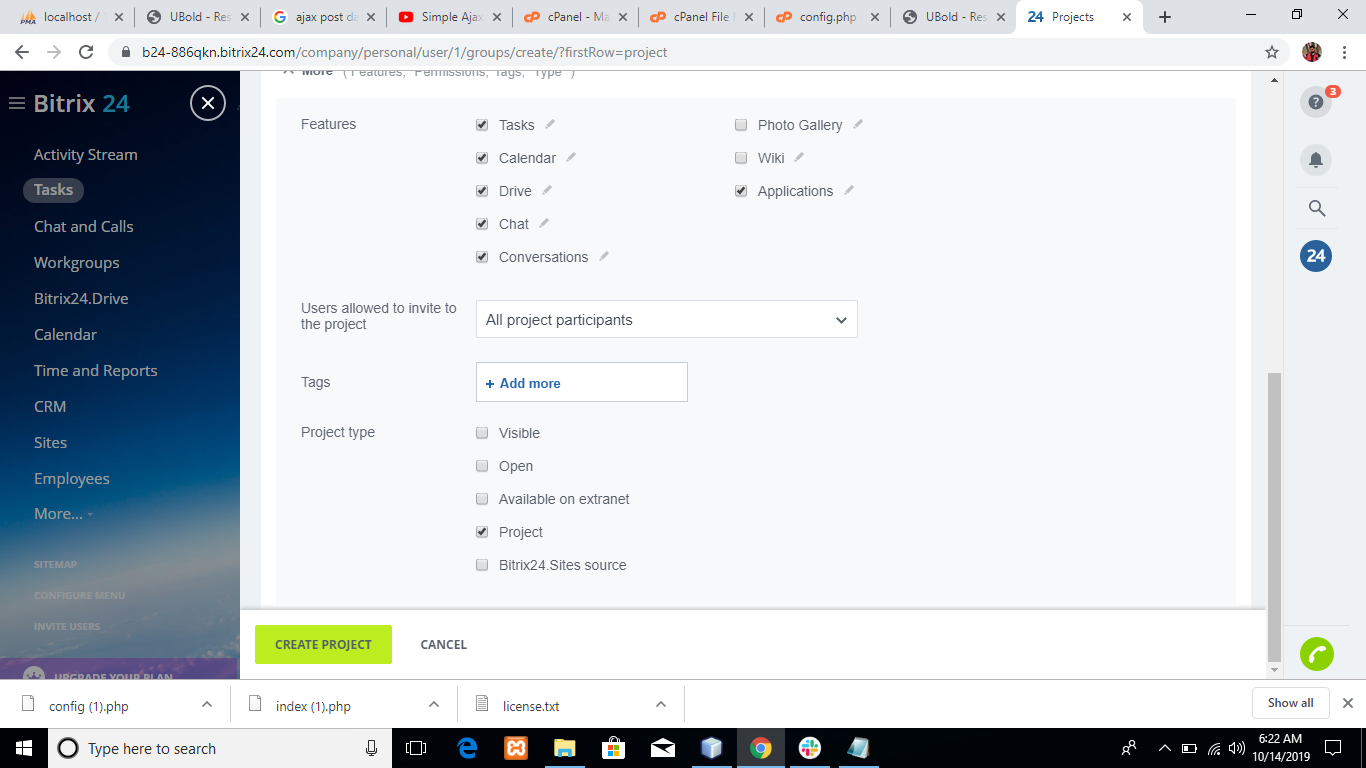 localhost /
UBold - Res
ajax post da
Simple Ajax
cPanel - Ma
cPanel File M
config.php
UBold - Res
24 Projects
b24-886qkn.bitrix24.com/company/personal/user/1/groups/create/?firstRow=project
Bitrix 24
More ( Features, Permissions, Tags, Type )
3
Activity Stream
Tasks
Chat and Calls
Workgroups
Bitrix24.Drive
Calendar
Time and Reports
CRM
Sites
Employees
More... -
SITEMAP
CONFIGURE MENU
INVITE USERS
UPGRADE YOUR PLAN
Features
Tasks
Photo Gallery
Calendar
Wiki
Drive
Applications
Chat
Conversations
Users allowed to invite to
the project
All project participants
Tags
+ Add more
Project type
Visible
Open
Available on extranet
Project
Bitrix24.Sites source
24
CREATE PROJECT
CANCEL
config (1).php
index (1).php
license.txt
Show all
Type here to search
6:22 AM
10/14/2019